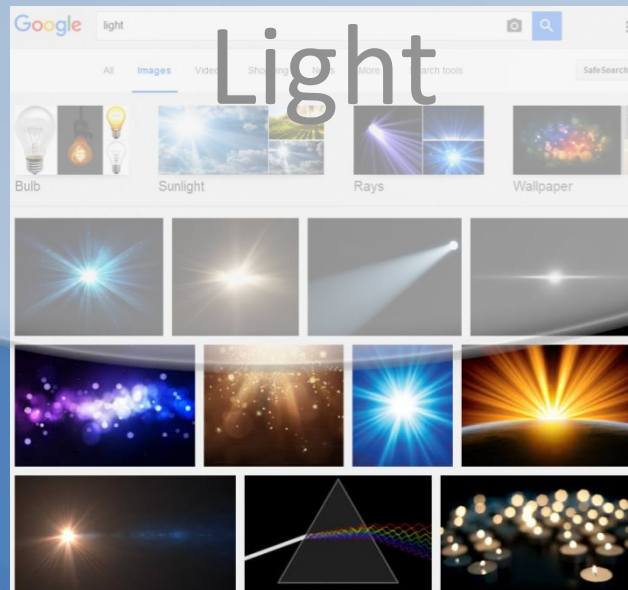 Light
Google light
All Images Videos Shopping News More Search tools SafeSearch
Bulb Sunlight Rays Wallpaper